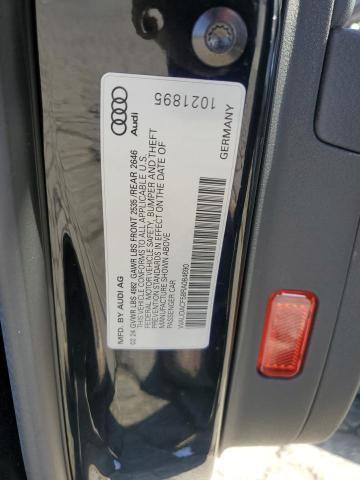 Audi
1021895
MFD. BY AUDI AG
GERMANY
02 24 GVWR LBS 4982 GAWR LBS FRONT 2535 /REAR 2646
THIS VEHICLE CONFORMS TO ALL APPLICABLE U.S.
FEDERAL MOTOR VEHICLE SAFETY, BUMPER AND THEFT
PREVENTION STANDARDS IN EFFECT ON THE DATE OF
MANUFACTURE SHOWN ABOVE
PASSENGER CAR